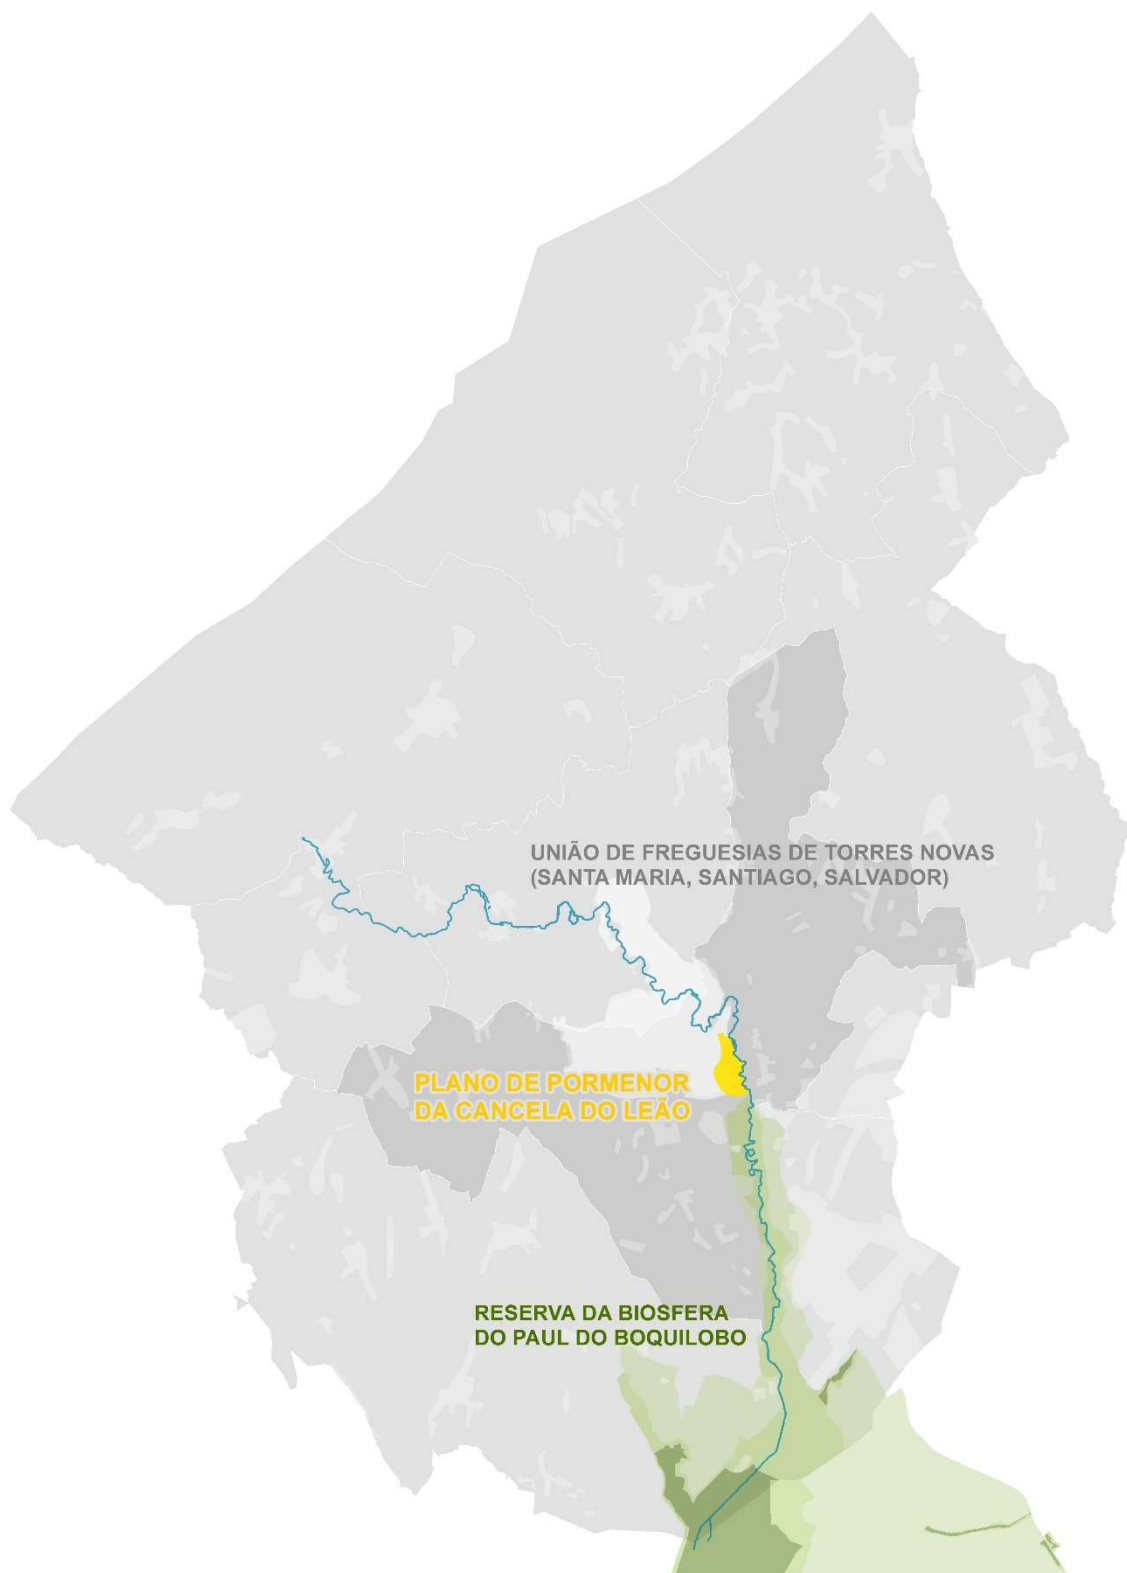 UNIÃO DE FREGUESIAS DE TORRES NOVAS
(SANTA MARIA, SANTIAGO, SALVADOR)
PLANO DE PORMENOR
DA CANCELA DO LEÃO
RESERVA DA BIOSFERA
DO PAUL DO BOQUILOBO